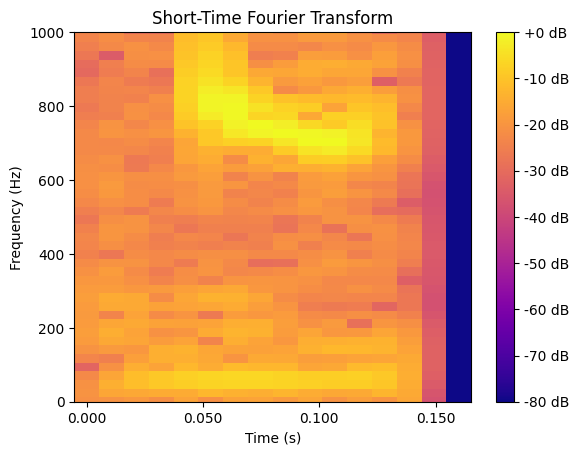 Short-Time Fourier Transform
Frequency (Hz)
1000
800
600
400
200
0
0.000
0.050
0.100
0.150
Time (s)
+0 dB
-10 dB
-20 dB
-30 dB
-40 dB
-50 dB
-60 dB
-70 dB
-80 dB